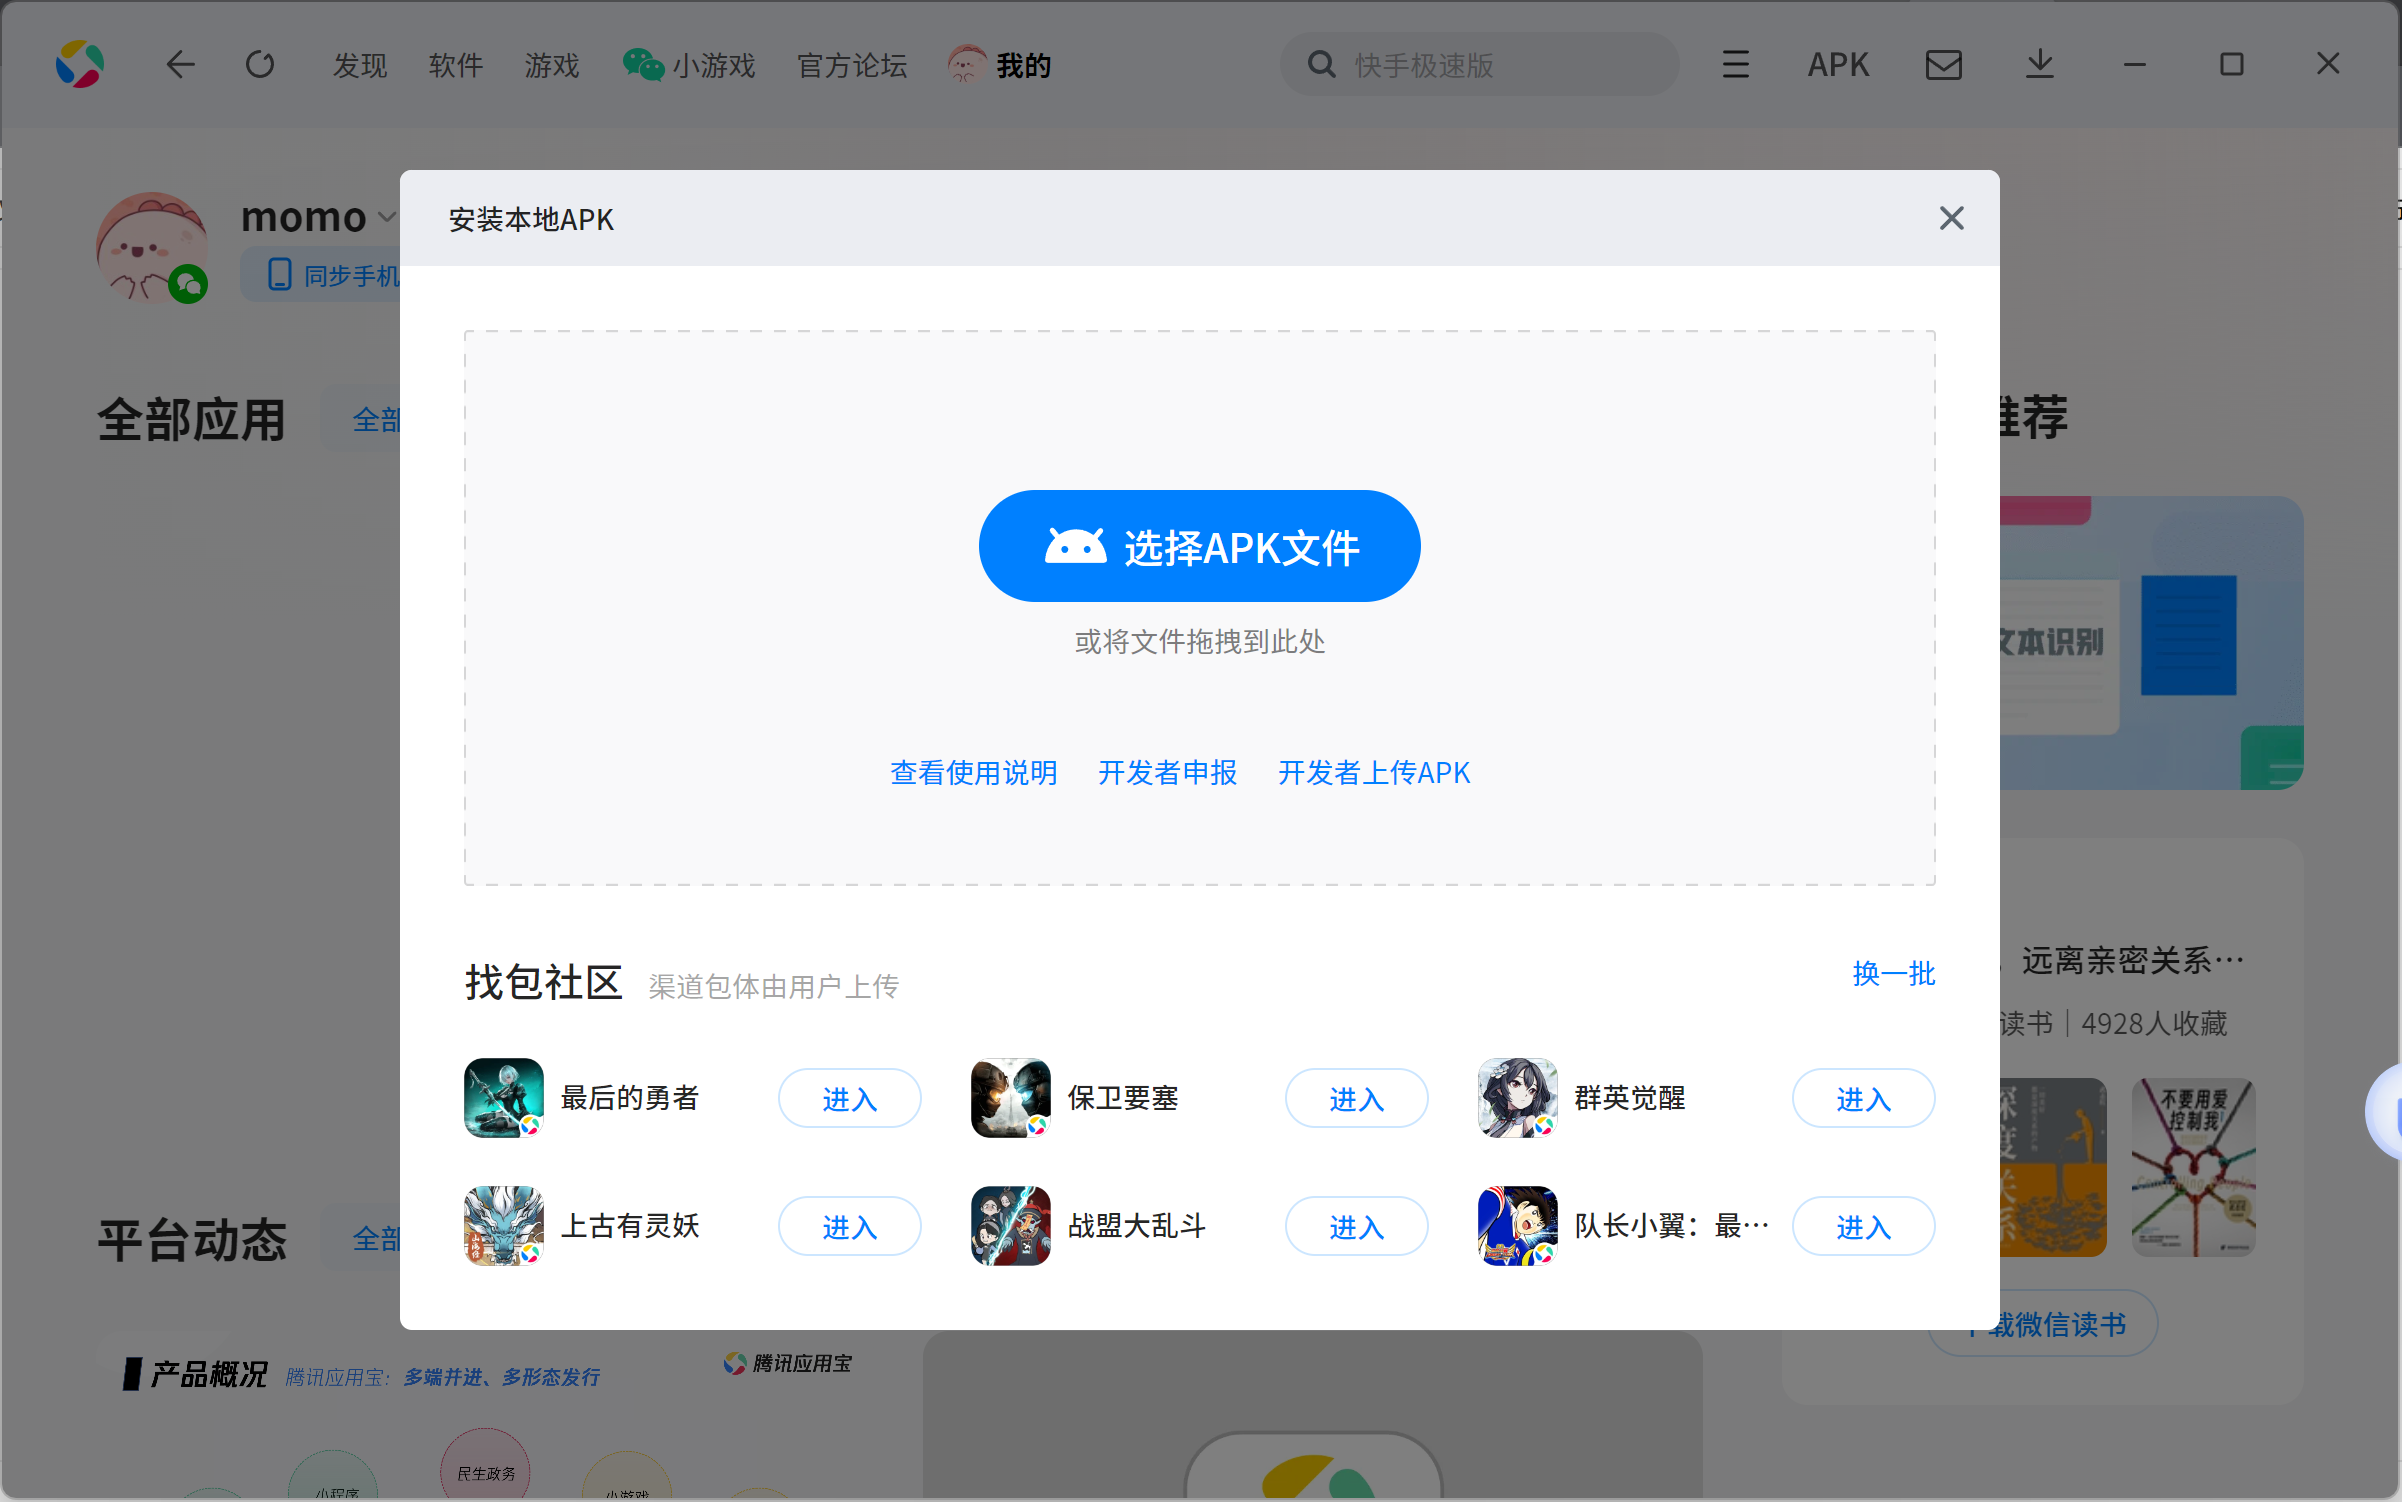 发现 软件 游戏 小游戏 官方论坛 我的 快手极速版 APK
momo
同步手机
安装本地APK
全部应用 全部
推荐
选择APK文件
或将文件拖拽到此处
文本识别
查看使用说明 开发者申报 开发者上传APK
找包社区 渠道包体由用户上传 换一批
远离亲密关系…
读书 4928人收藏
最后的勇者 进入 保卫要塞 进入 群英觉醒 进入
不要用爱
控制我
深度关系
上古有灵妖 进入 战盟大乱斗 进入 队长小翼：最… 进入
平台动态 全部
下载微信读书
产品概况 腾讯应用宝：多端并进、多形态发行 腾讯应用宝
民生政务
小程序 小游戏